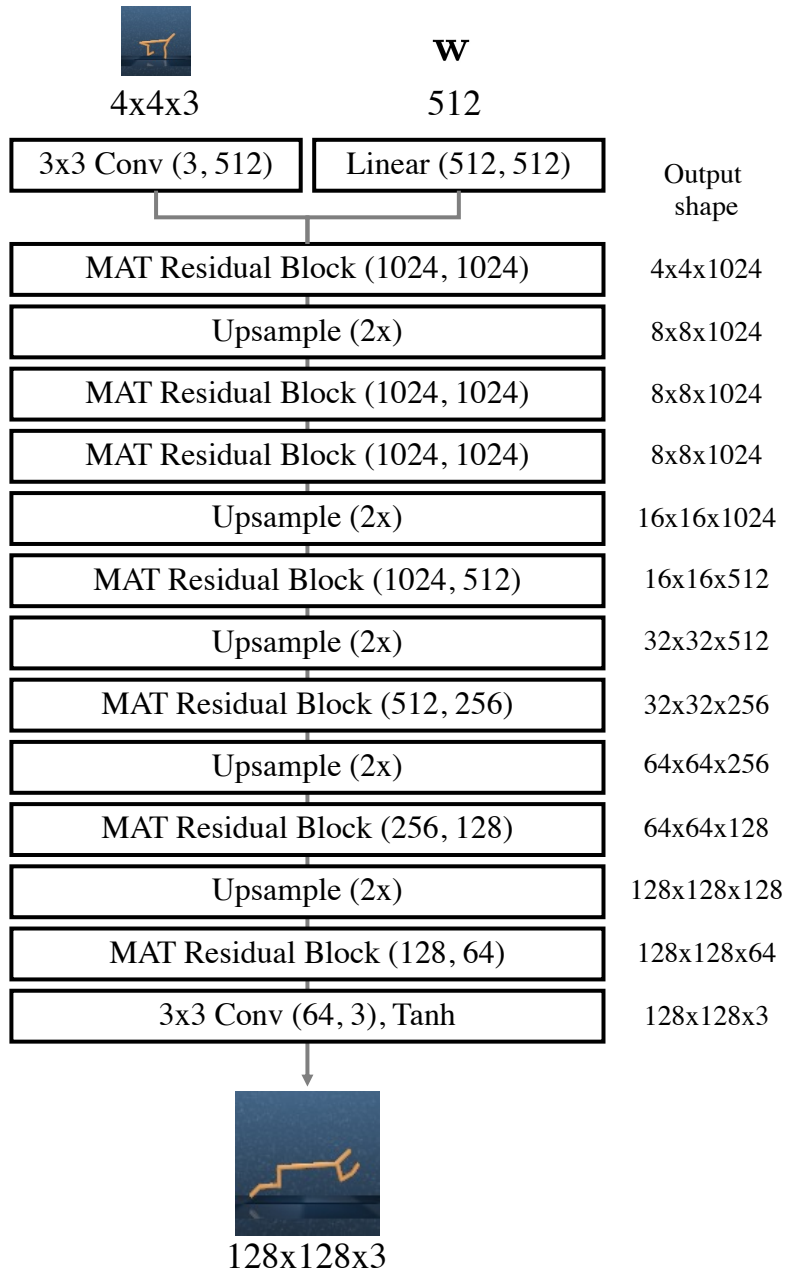 w
4x4x3
512
3x3 Conv (3, 512)
Linear (512, 512)
Output
shape
MAT Residual Block (1024, 1024)
4x4x1024
Upsample (2x)
8x8x1024
MAT Residual Block (1024, 1024)
8x8x1024
MAT Residual Block (1024, 1024)
8x8x1024
Upsample (2x)
16x16x1024
MAT Residual Block (1024, 512)
16x16x512
Upsample (2x)
32x32x512
MAT Residual Block (512, 256)
32x32x256
Upsample (2x)
64x64x256
MAT Residual Block (256, 128)
64x64x128
Upsample (2x)
128x128x128
MAT Residual Block (128, 64)
128x128x64
3x3 Conv (64, 3), Tanh
128x128x3
128x128x3